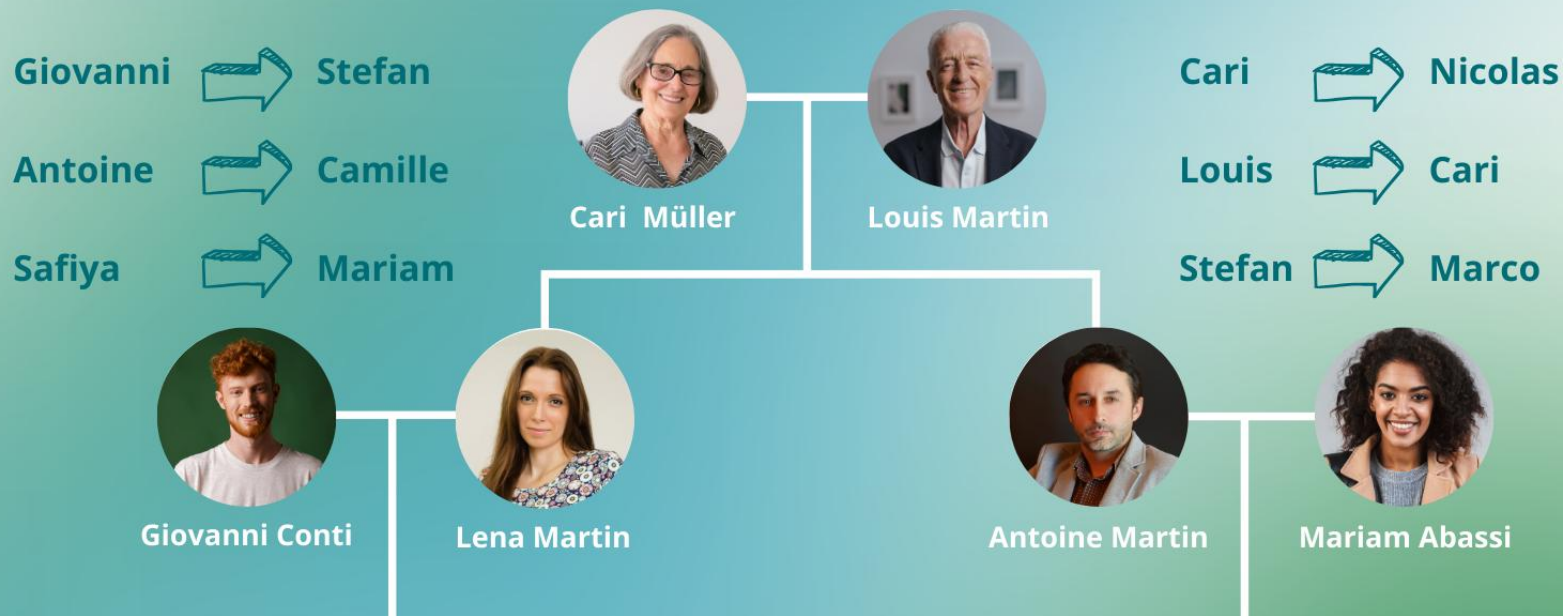 Giovanni Stefan
Antoine Camille
Safiya Mariam
Cari Müller
Louis Martin
Cari Nicolas
Louis Cari
Stefan Marco
Giovanni Conti
Lena Martin
Antoine Martin
Mariam Abassi